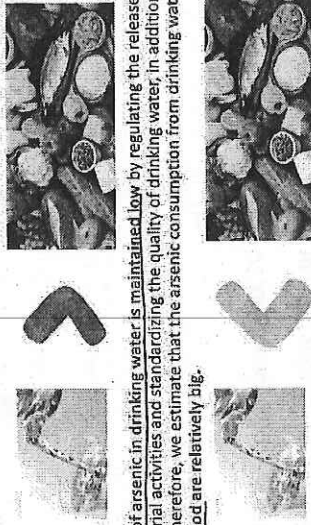 of arsenic in drinking water is maintained low by regulating the release
rial activities and standardizing the quality of drinking water, in addition
herefore, we estimate that the arsenic consumption from drinking wat
od are relatively big.